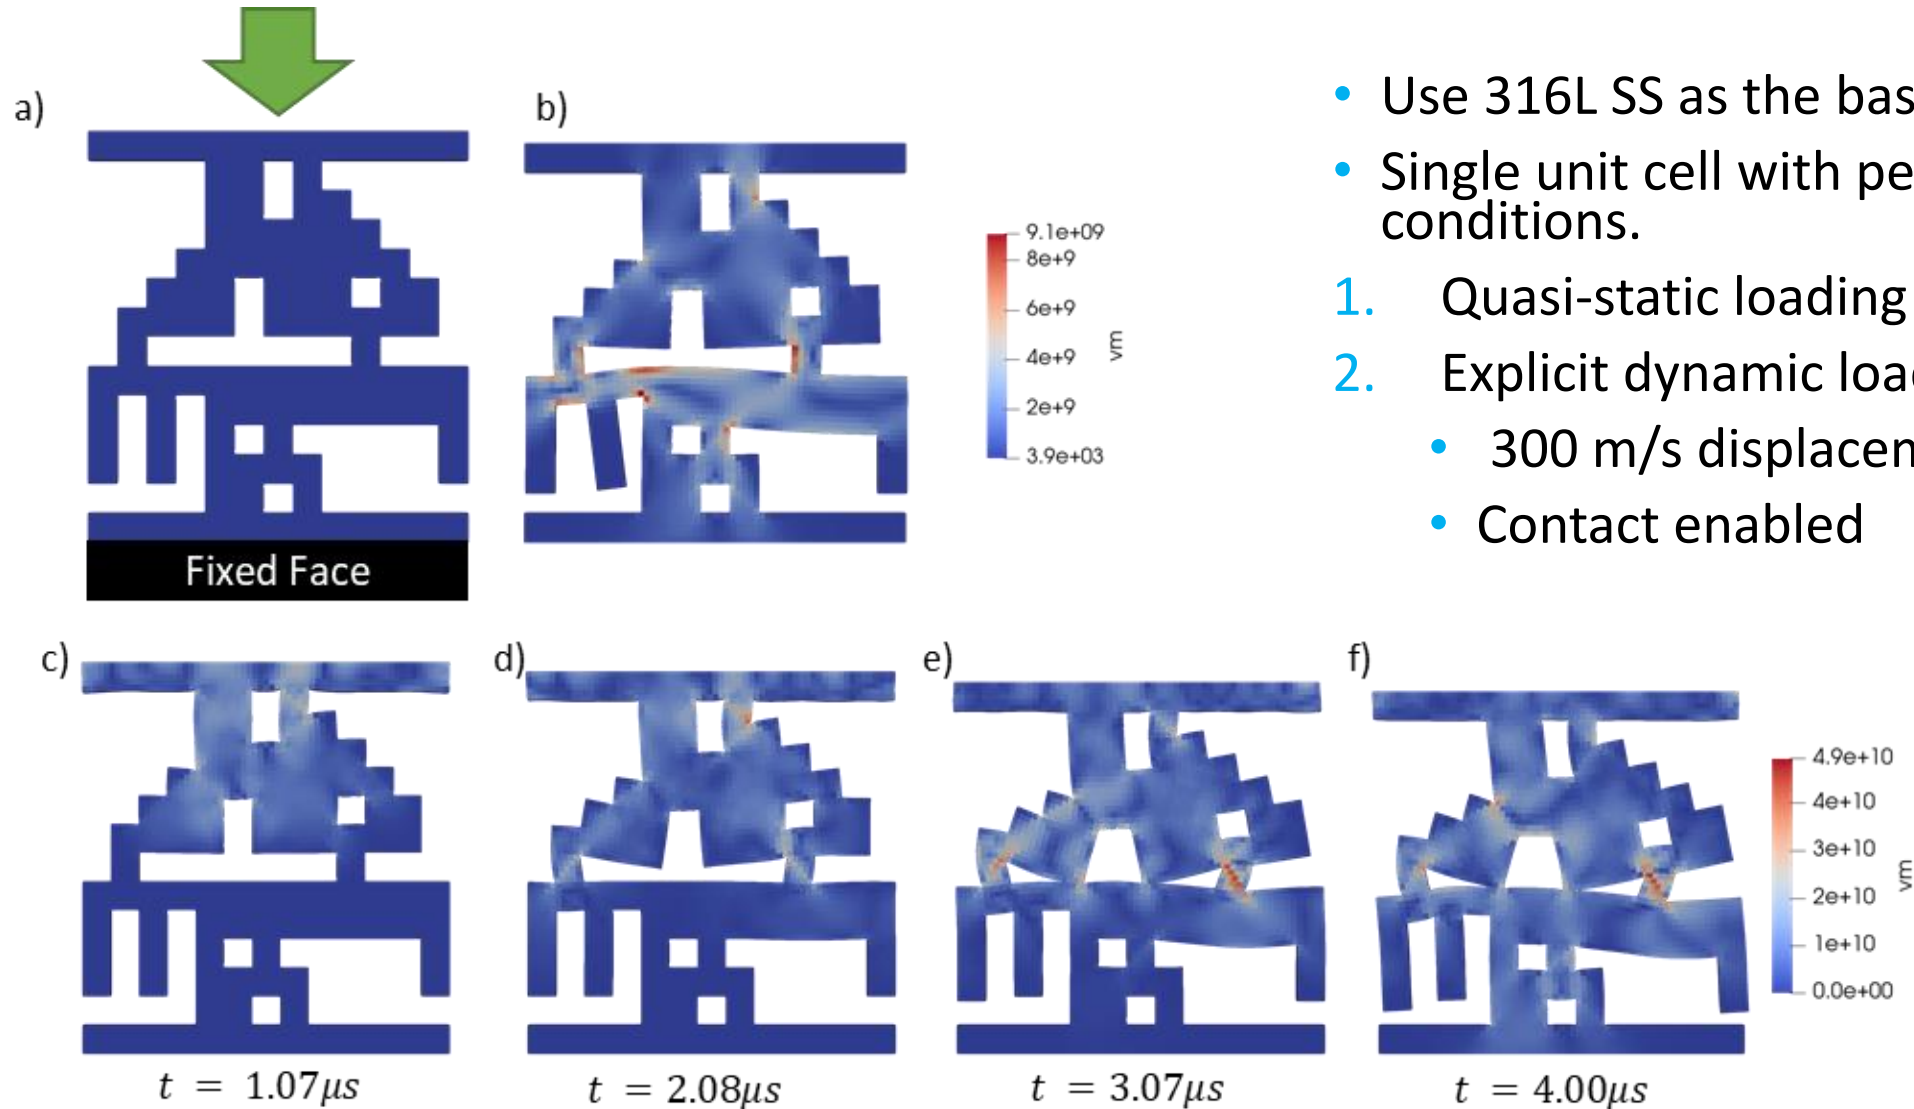 a)
b)
Fixed Face
9.1e+09
8e+9
6e+9
4e+9
2e+9
3.9e+03
vm
• Use 316L SS as the bas
• Single unit cell with pe
conditions.
1. Quasi-static loading
2. Explicit dynamic loa
• 300 m/s displacen
• Contact enabled
c)
d)
e)
f)
4.9e+10
4e+10
3e+10
2e+10
1e+10
0.0e+00
vm
t = 1.07μs
t = 2.08μs
t = 3.07μs
t = 4.00μs